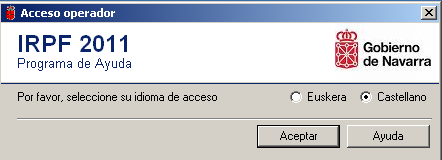 Acceso operador
IRPF 2011
Programa de Ayuda
Gobierno
de Navarra
Por favor, seleccione su idioma de acceso
Euskera
Castellano
Aceptar
Ayuda